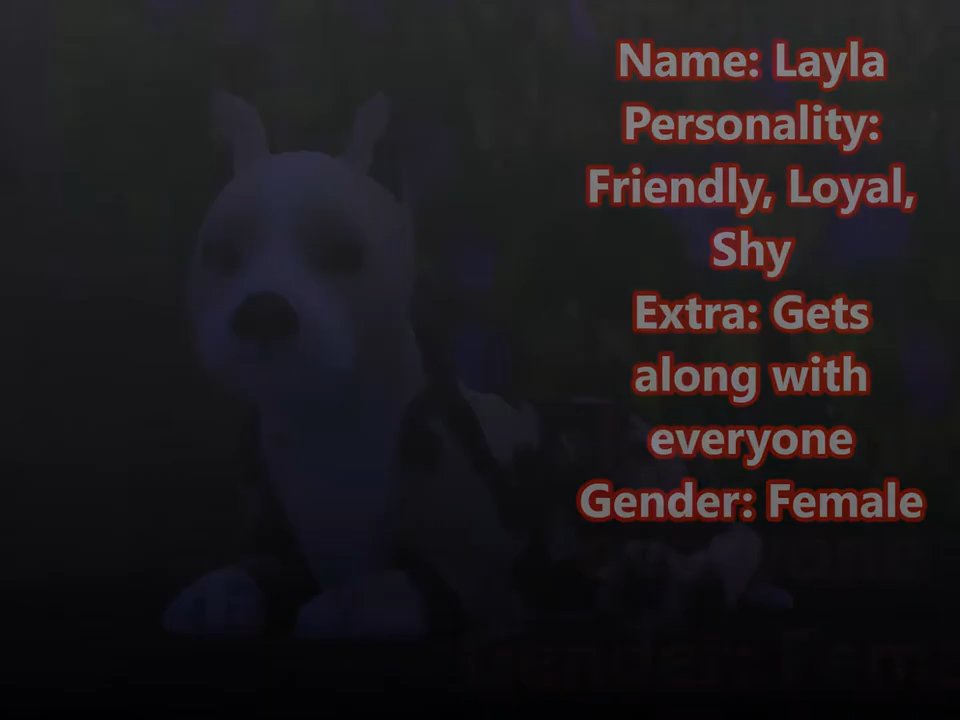 Name: Layla
Personality:
Friendly, Loyal,
Shy
Extra: Gets
along with
everyone
Gender: Female